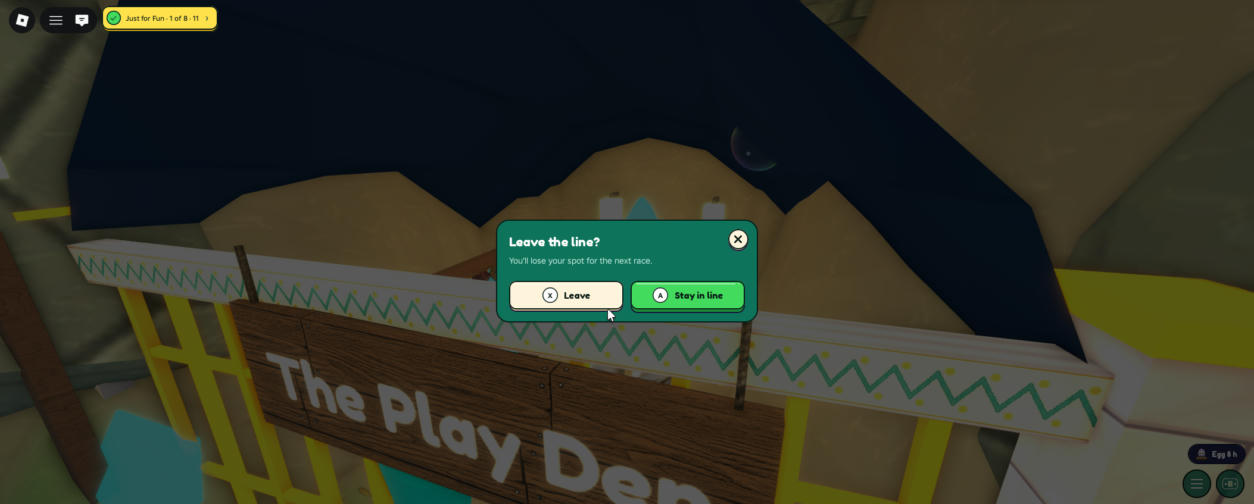 Just for Fun · 1 of 8 · 11 ›
Leave the line?
You'll lose your spot for the next race.
X Leave
A Stay in line
The Play Den
Egg 8 h